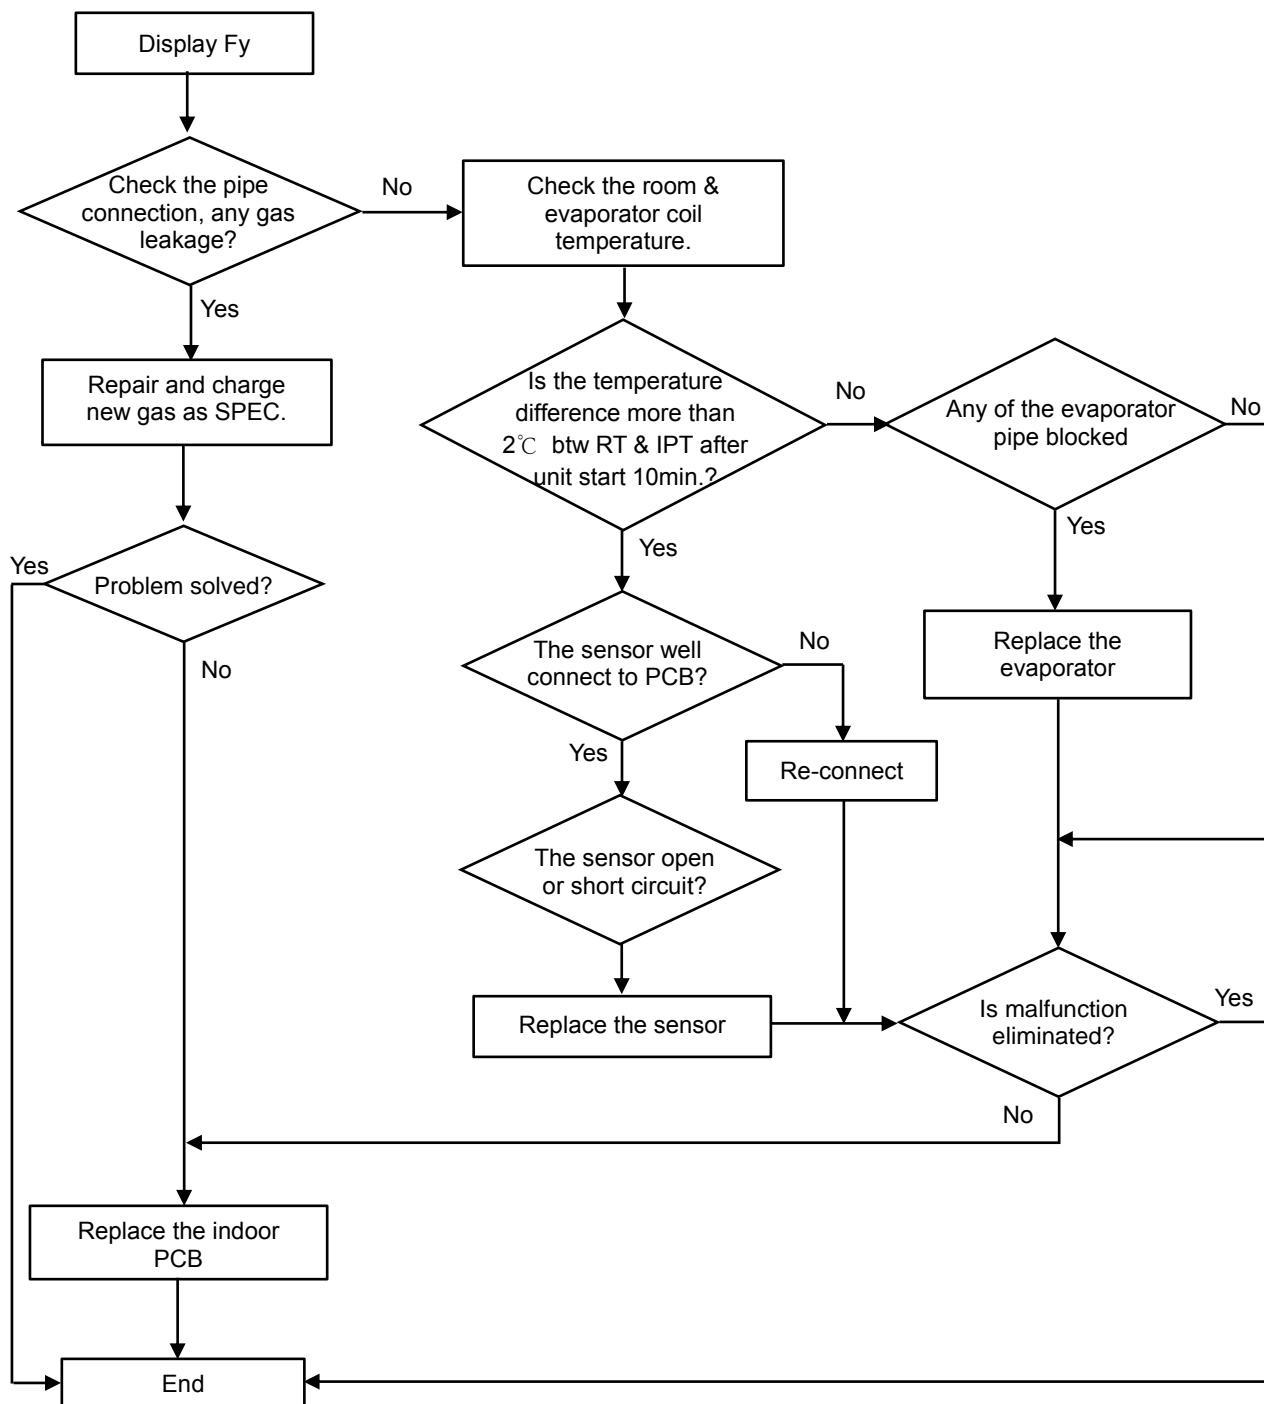 Display Fy
Check the pipe
connection, any gas
leakage?
No
Check the room &
evaporator coil
temperature.
Yes
Repair and charge
new gas as SPEC.
Is the temperature
difference more than
2℃ btw RT & IPT after
unit start 10min.?
No
Any of the evaporator
pipe blocked
No
Yes
Yes
Yes
Problem solved?
No
The sensor well
connect to PCB?
No
Replace the
evaporator
Yes
Re-connect
The sensor open
or short circuit?
Replace the sensor
Is malfunction
eliminated?
Yes
No
Replace the indoor
PCB
End